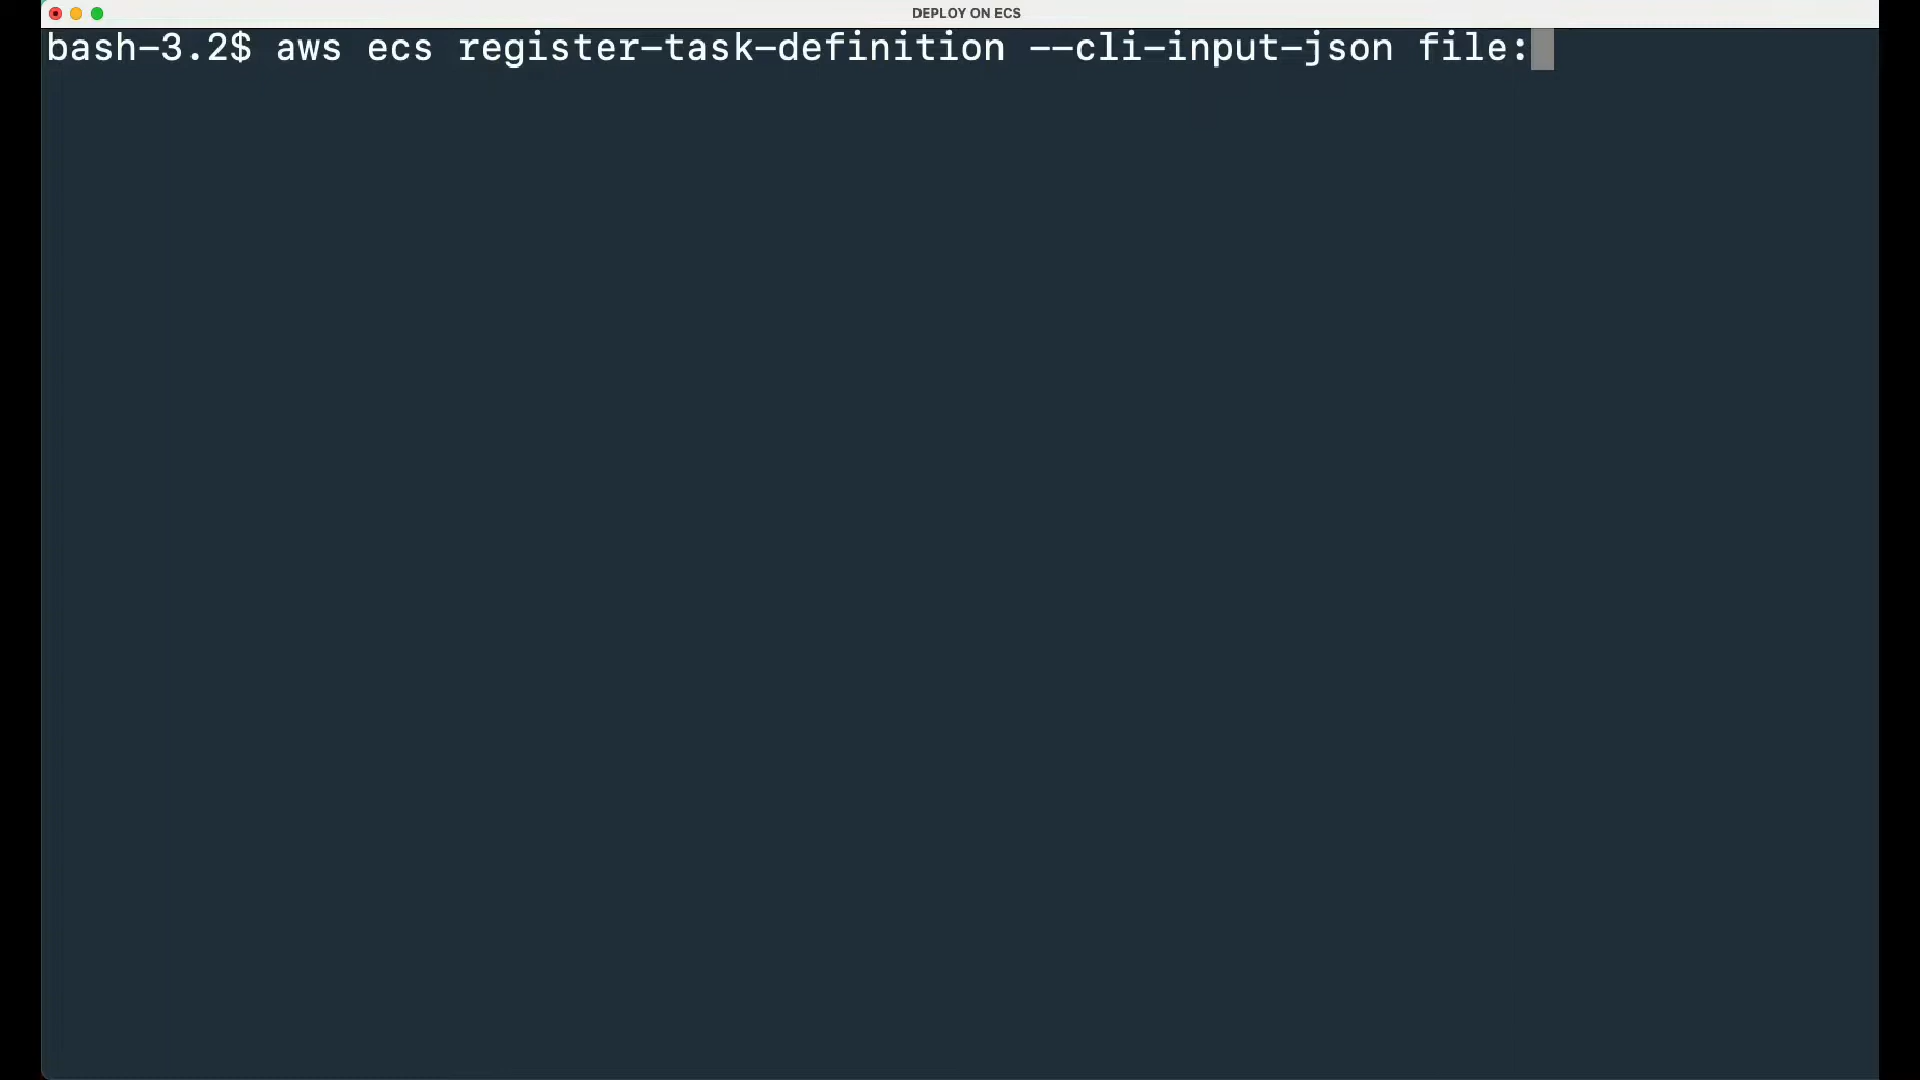 DEPLOY ON ECS
bash-3.2$ aws ecs register-task-definition --cli-input-json file: